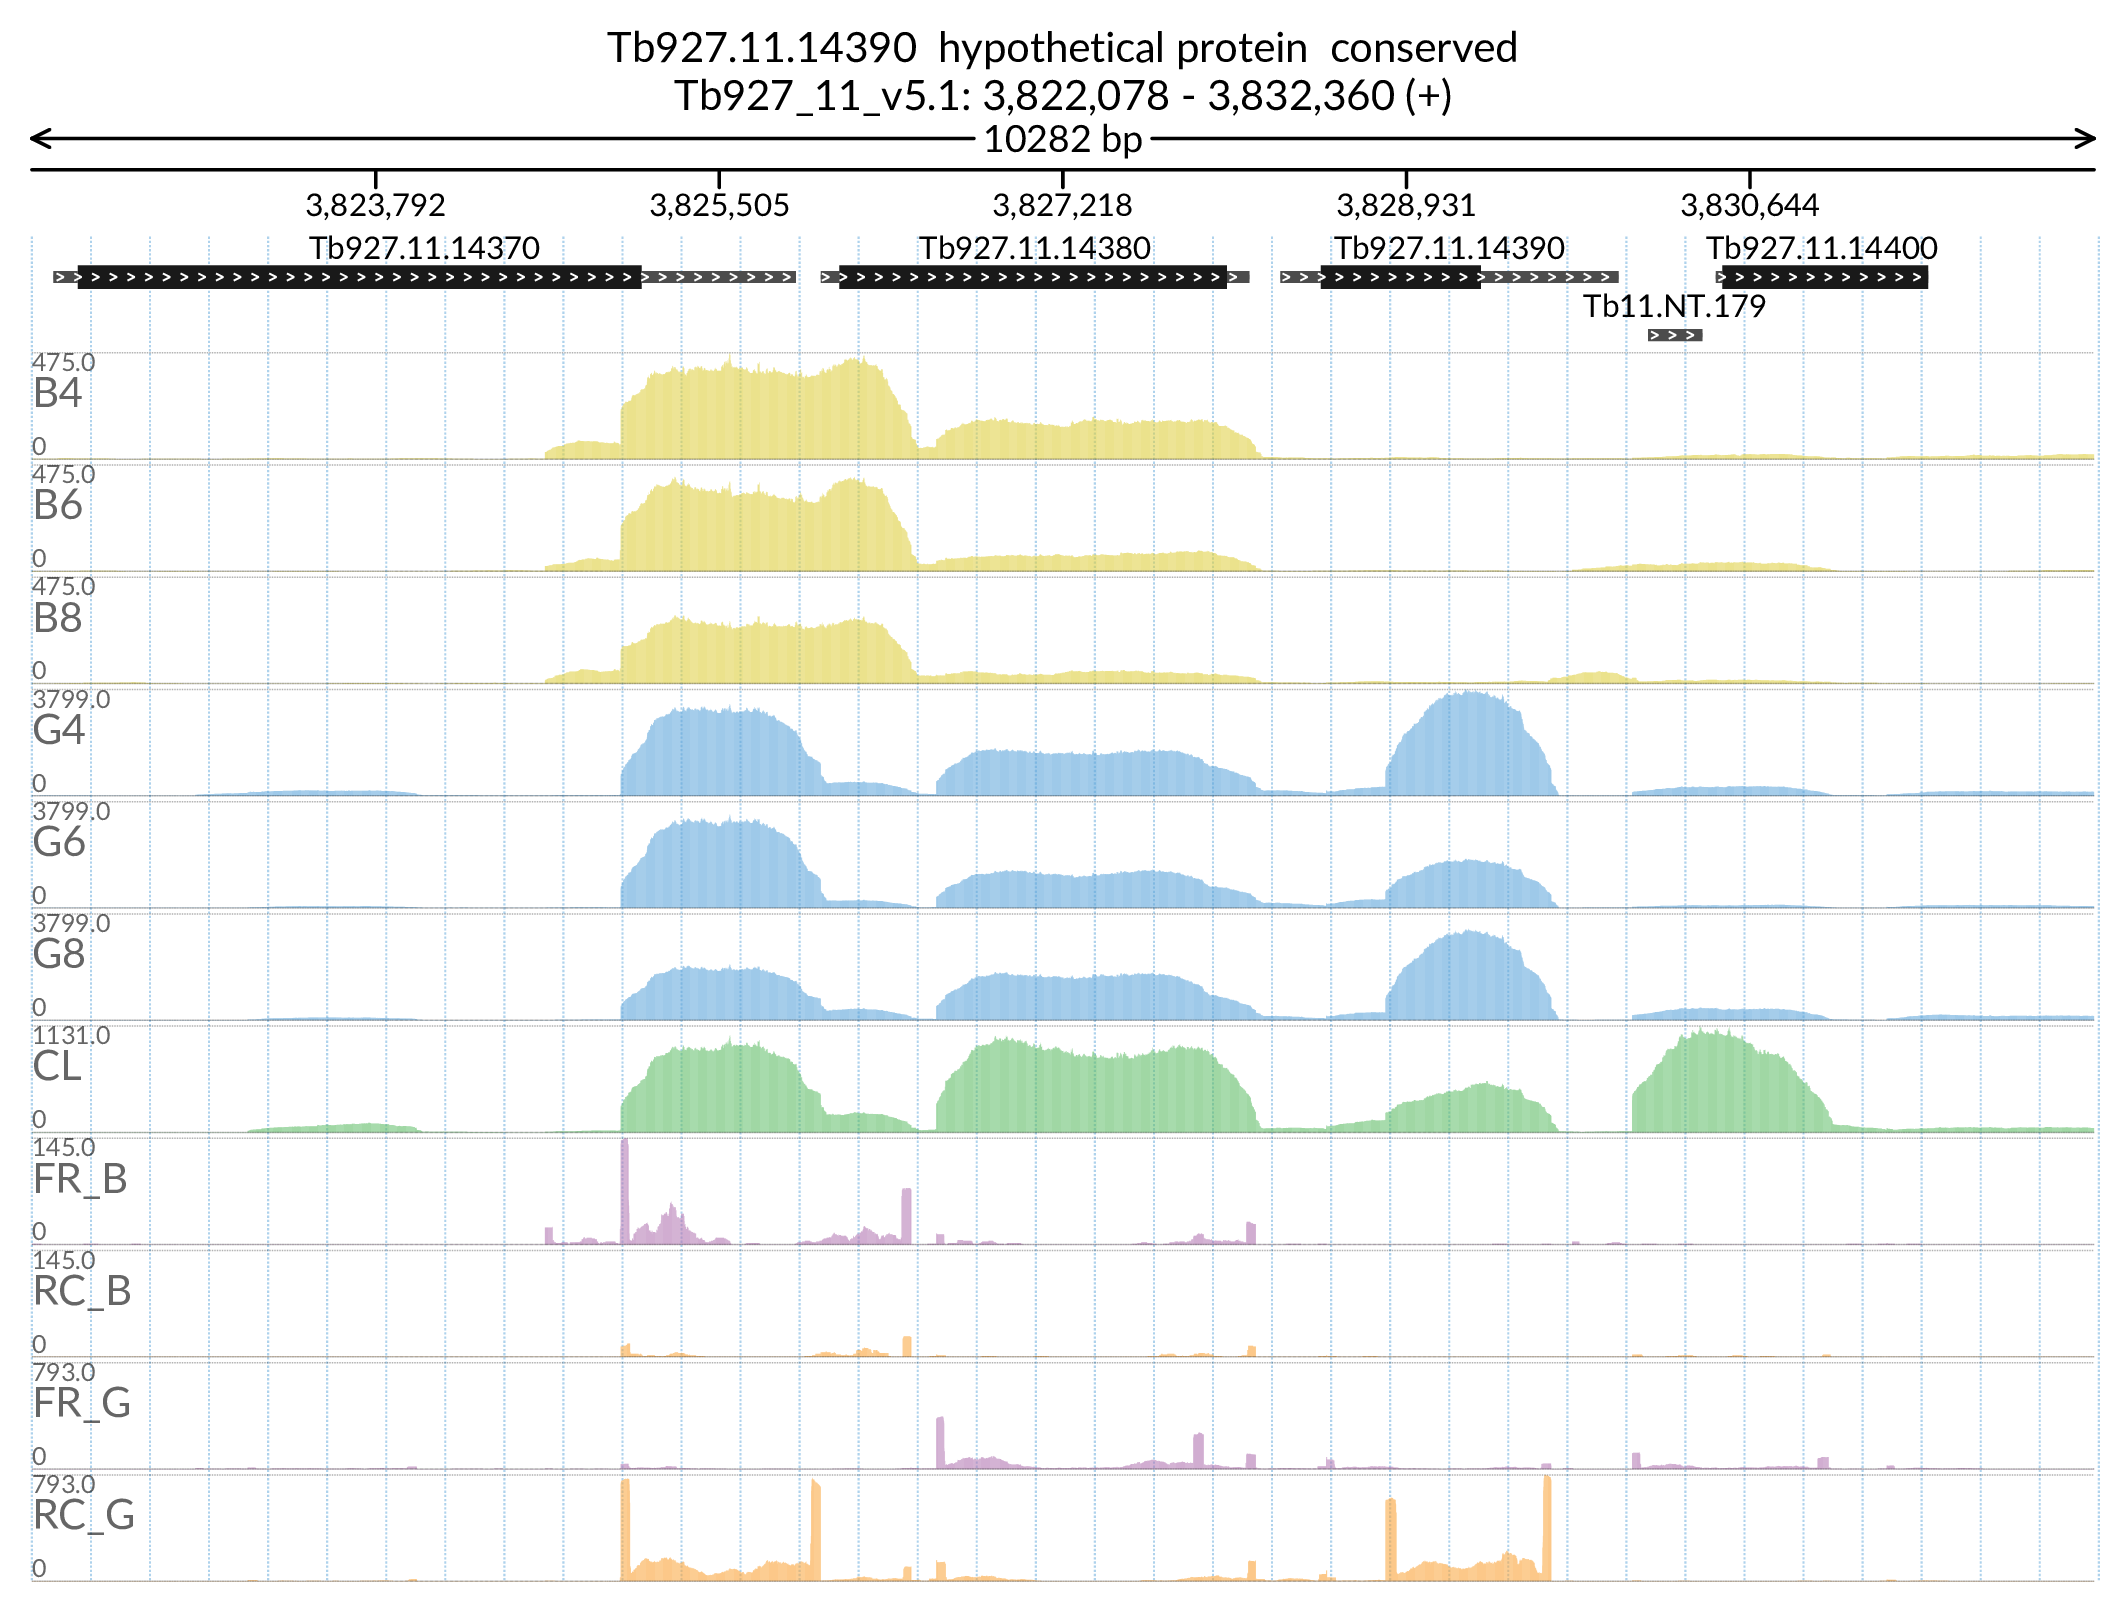 Tb927.11.14390 hypothetical protein conserved
Tb927_11_v5.1: 3,822,078 - 3,832,360 (+)
10282 bp
3,823,792 3,825,505 3,827,218 3,828,931 3,830,644
Tb927.11.14370 Tb927.11.14380 Tb927.11.14390 Tb927.11.14400
Tb11.NT.179
475.0
B4
0
475.0
B6
0
475.0
B8
0
3799.0
G4
0
3799.0
G6
0
3799.0
G8
0
1131.0
CL
0
145.0
FR_B
0
145.0
RC_B
0
793.0
FR_G
0
793.0
RC_G
0